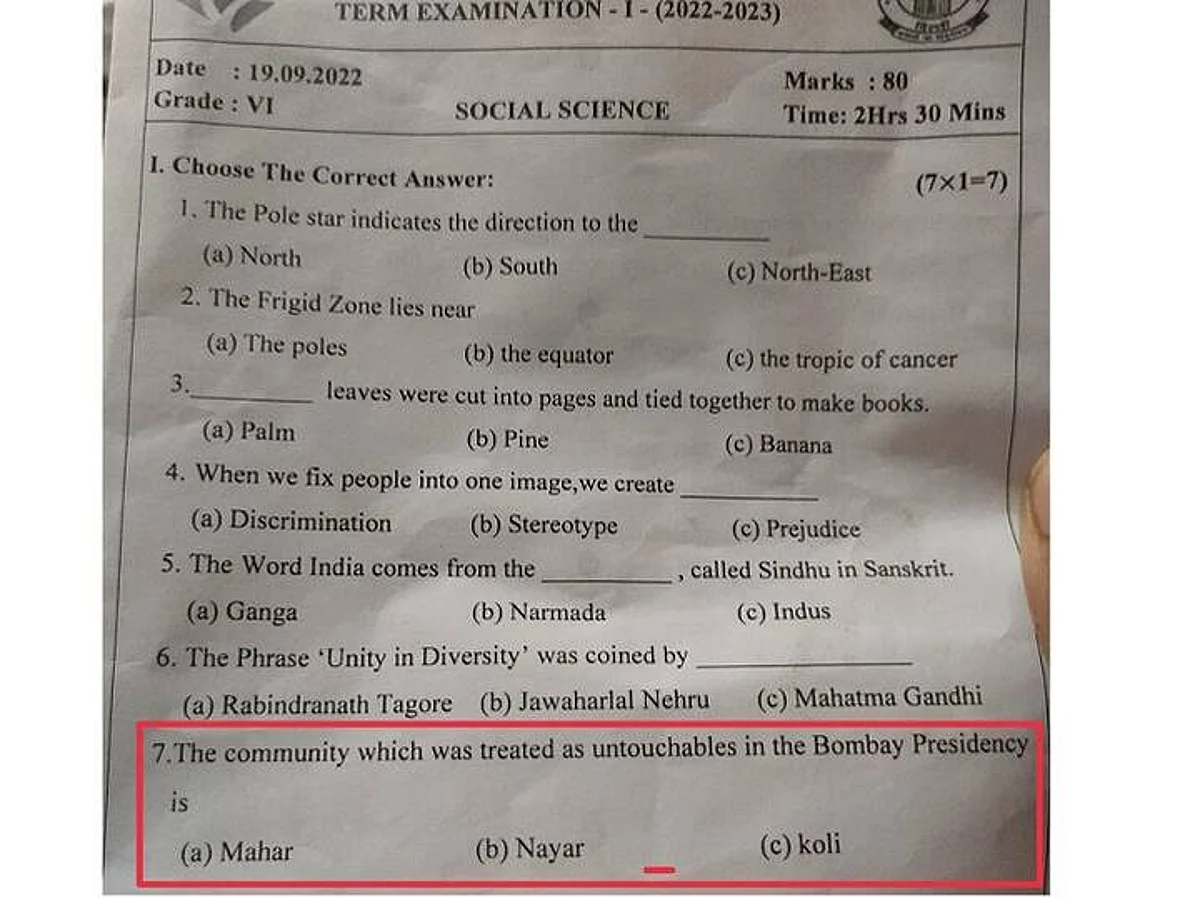 TERM EXAMINATION - I - (2022-2023)
Date : 19.09.2022
Marks : 80
Grade : VI
SOCIAL SCIENCE
Time: 2Hrs 30 Mins
I. Choose The Correct Answer:
(7×1=7)
1. The Pole star indicates the direction to the __________
(a) North (b) South (c) North-East
2. The Frigid Zone lies near
(a) The poles (b) the equator (c) the tropic of cancer
3.__________ leaves were cut into pages and tied together to make books.
(a) Palm (b) Pine (c) Banana
4. When we fix people into one image,we create __________
(a) Discrimination (b) Stereotype (c) Prejudice
5. The Word India comes from the __________ , called Sindhu in Sanskrit.
(a) Ganga (b) Narmada (c) Indus
6. The Phrase ‘Unity in Diversity’ was coined by __________
(a) Rabindranath Tagore (b) Jawaharlal Nehru (c) Mahatma Gandhi
7.The community which was treated as untouchables in the Bombay Presidency
is
(a) Mahar (b) Nayar (c) koli